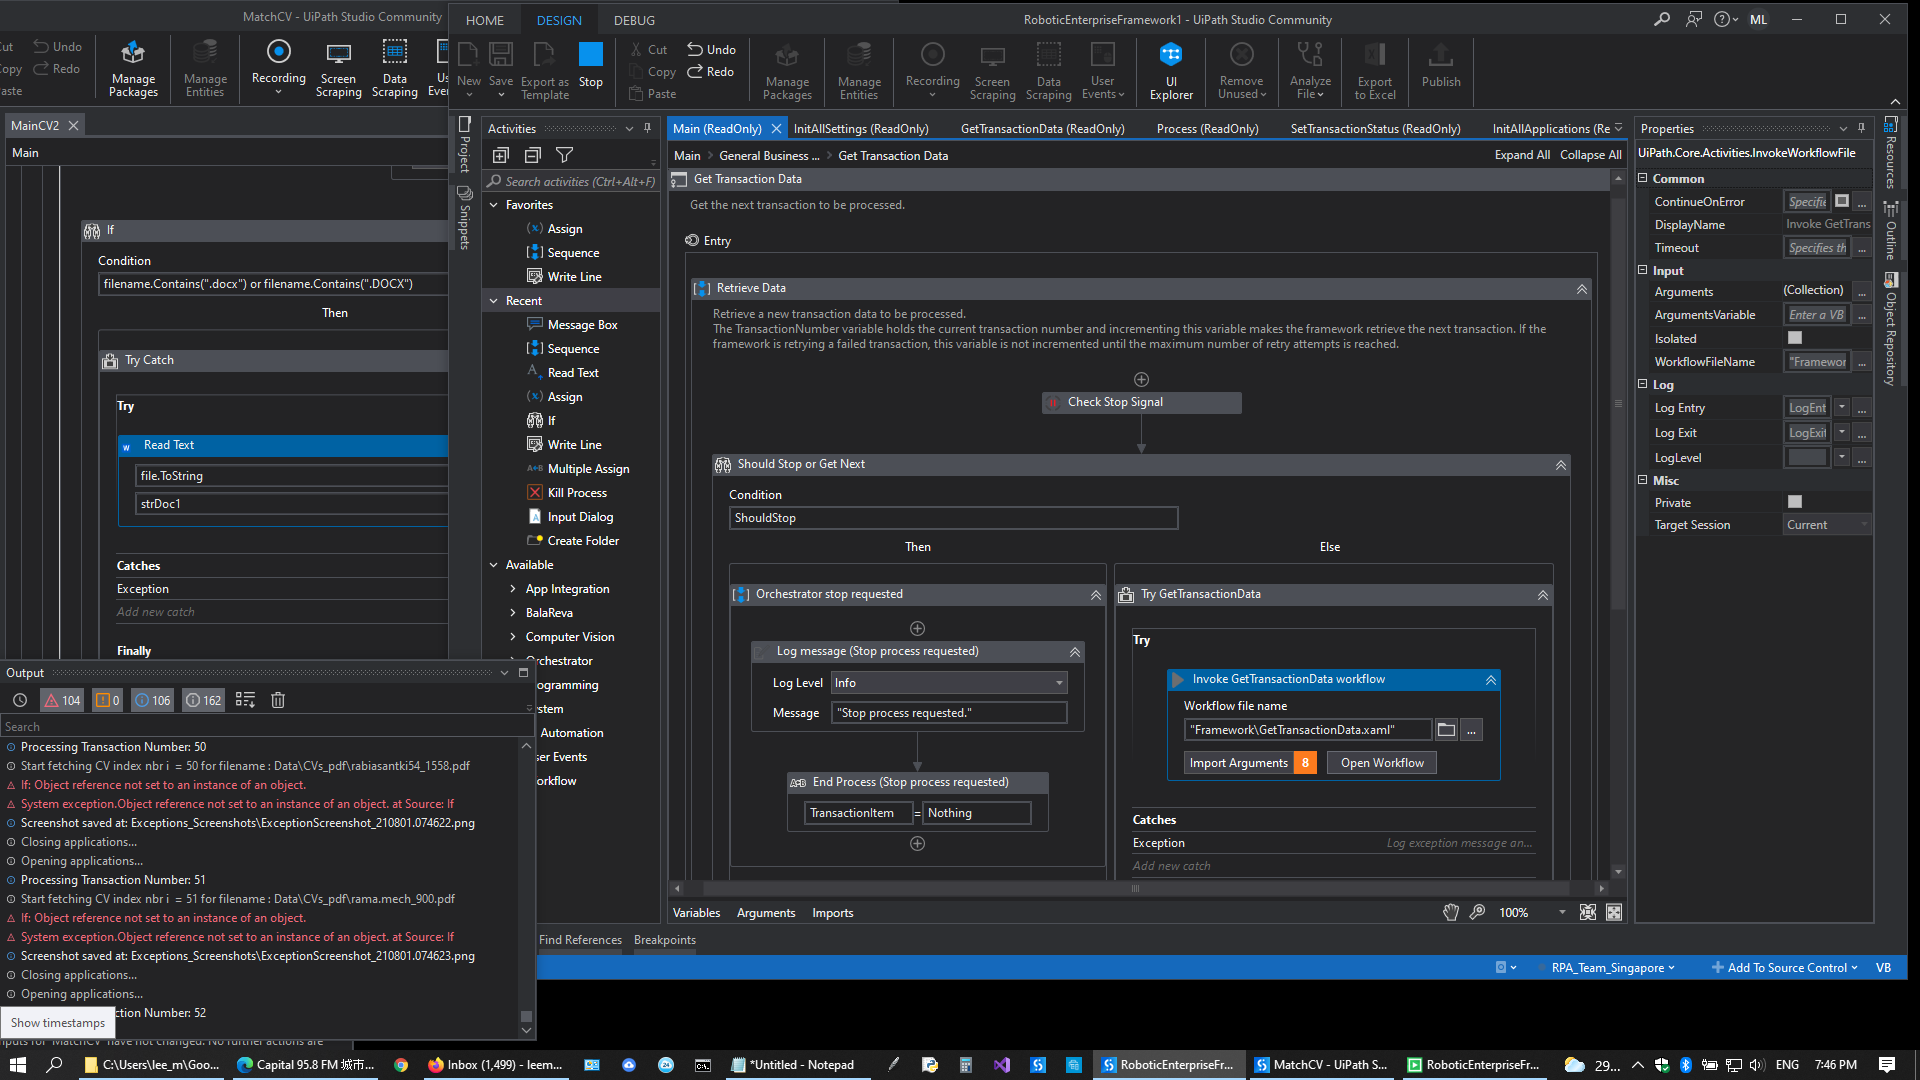 MatchCV - UiPath Studio Community
Undo
Redo
Manage Packages
Manage Entities
Recording
Screen Scraping
Data Scraping
MainCV2
Main
If
Condition
filename.Contains(".docx") or filename.Contains(".DOCX")
Then
Try Catch
Try
Read Text
file.ToString
strDoc1
Catches
Exception
Add new catch
Finally
HOME
DESIGN
DEBUG
RoboticEnterpriseFramework1 - UiPath Studio Community
ML
New
Save
Export as Template
Stop
Cut
Copy
Paste
Undo
Redo
Manage Packages
Manage Entities
Recording
Screen Scraping
Data Scraping
User Events
UI Explorer
Remove Unused
Analyze File
Export to Excel
Publish
Project
Snippets
Activities
Search activities (Ctrl+Alt+F)
Favorites
Assign
Sequence
Write Line
Recent
Message Box
Sequence
Read Text
Assign
If
Write Line
Multiple Assign
Kill Process
Input Dialog
Create Folder
Available
App Integration
BalaReva
Computer Vision
Orchestrator
Main (ReadOnly)
InitAllSettings (ReadOnly)
GetTransactionData (ReadOnly)
Process (ReadOnly)
SetTransactionStatus (ReadOnly)
InitAllApplications (Re
Main > General Business ... > Get Transaction Data
Expand All Collapse All
Get Transaction Data
Get the next transaction to be processed.
Entry
Retrieve Data
Retrieve a new transaction data to be processed.
The TransactionNumber variable holds the current transaction number and incrementing this variable makes the framework retrieve the next transaction. If the
framework is retrying a failed transaction, this variable is not incremented until the maximum number of retry attempts is reached.
Check Stop Signal
Should Stop or Get Next
Condition
ShouldStop
Then
Else
Orchestrator stop requested
Log message (Stop process requested)
Log Level Info
Message "Stop process requested."
End Process (Stop process requested)
TransactionItem = Nothing
Try GetTransactionData
Try
Invoke GetTransactionData workflow
Workflow file name
"Framework\GetTransactionData.xaml"
...
Import Arguments 8
Open Workflow
Catches
Exception
Log exception message an...
Add new catch
Variables
Arguments
Imports
100%
Find References
Breakpoints
RPA_Team_Singapore
Add To Source Control
VB
Properties
UiPath.Core.Activities.InvokeWorkflowFile
Common
ContinueOnError Specifie ...
DisplayName Invoke GetTrans
Timeout Specifies th ...
Input
Arguments (Collection) ...
ArgumentsVariable Enter a VB ...
Isolated
WorkflowFileName "Framewor ...
Log
Log Entry LogEnt ...
Log Exit LogExit ...
LogLevel ...
Misc
Private
Target Session Current
Resources
Outline
Object Repository
Output
104
0
106
162
Search
Processing Transaction Number: 50
Start fetching CV index nbr i = 50 for filename : Data\CVs_pdf\rabiasantki54_1558.pdf
If: Object reference not set to an instance of an object.
System exception.Object reference not set to an instance of an object. at Source: If
Screenshot saved at: Exceptions_Screenshots\ExceptionScreenshot_210801.074622.png
Closing applications...
Opening applications...
Processing Transaction Number: 51
Start fetching CV index nbr i = 51 for filename : Data\CVs_pdf\rama.mech_900.pdf
If: Object reference not set to an instance of an object.
System exception.Object reference not set to an instance of an object. at Source: If
Screenshot saved at: Exceptions_Screenshots\ExceptionScreenshot_210801.074623.png
Closing applications...
Opening applications...
ction Number: 52
Show timestamps
C:\Users\lee_m\Goo...
Capital 95.8 FM 城市...
Inbox (1,499) - leem...
*Untitled - Notepad
RoboticEnterpriseFr...
MatchCV - UiPath S...
RoboticEnterpriseFr...
29...
ENG
7:46 PM